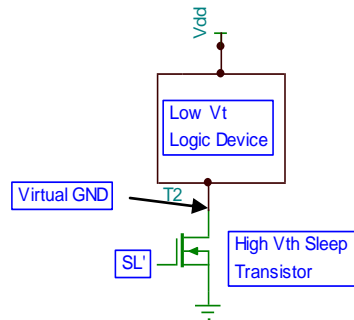 Vdd
Low Vt
Logic Device
Virtual GND
T2
SL'
High Vth Sleep
Transistor